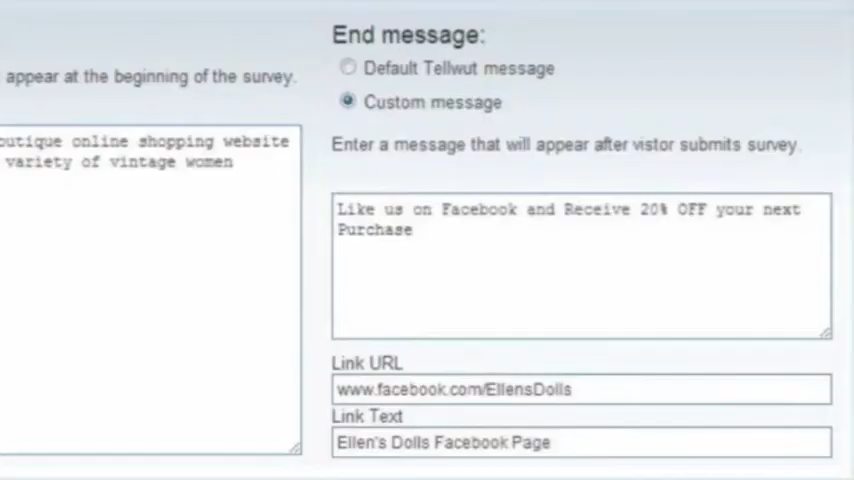 End message:
Default Tellwut message
appear at the beginning of the survey.
Custom message
outique online shopping website
variety of vintage women
Enter a message that will appear after vistor submits survey.
Like us on Facebook and Receive 20% OFF your next
Purchase
Link URL
www.facebook.com/EllensDolls
Link Text
Ellen's Dolls Facebook Page